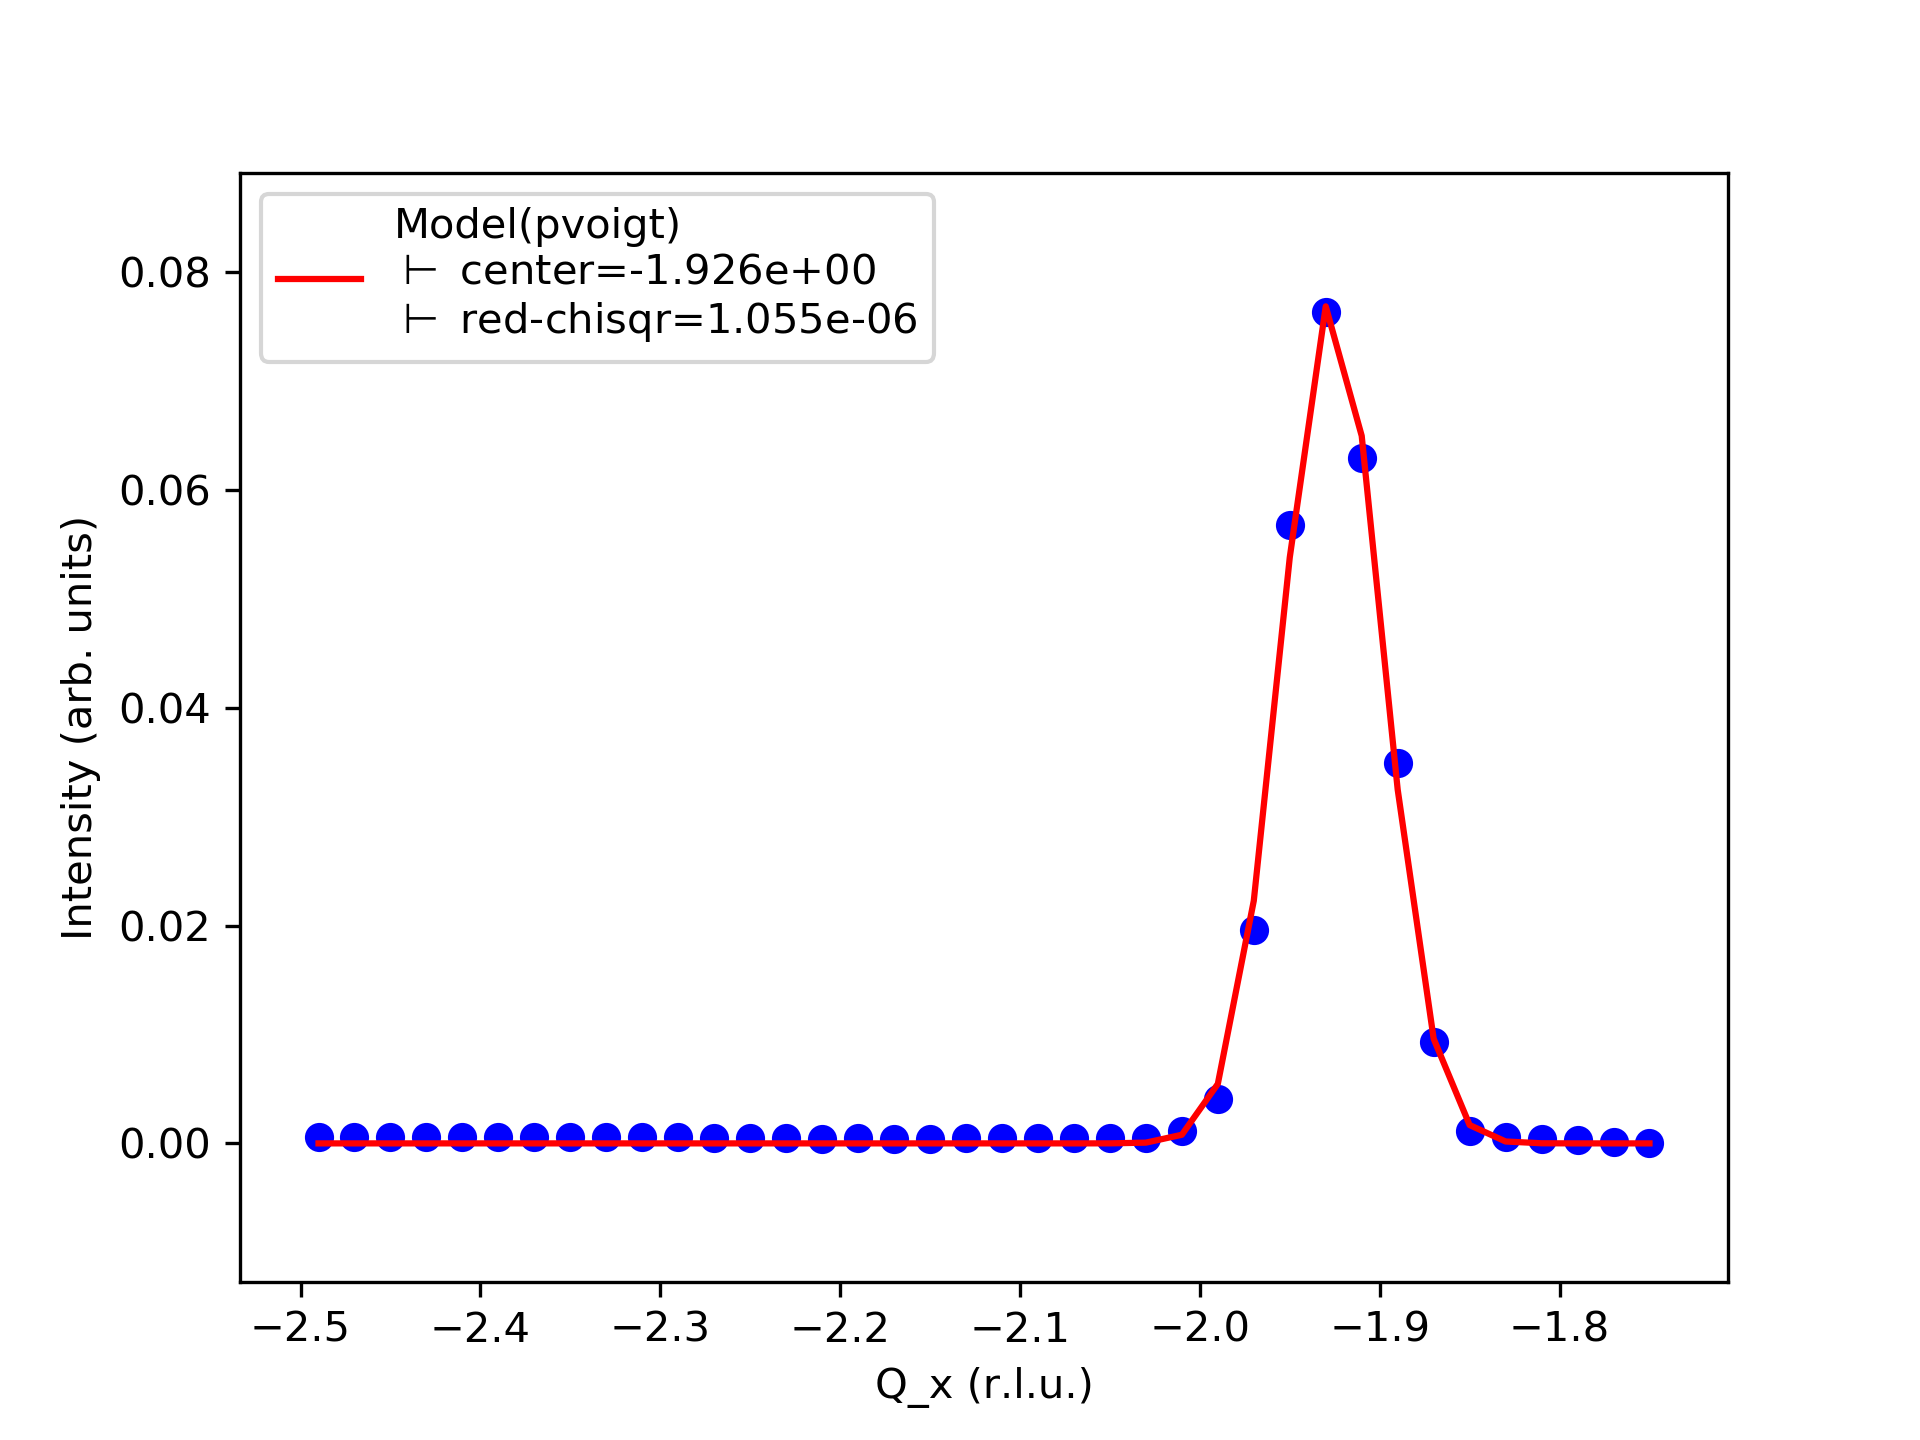 Model(pvoigt)
⊢ center=-1.926e+00
⊢ red-chisqr=1.055e-06
0.08
0.06
0.04
0.02
0.00
Intensity (arb. units)
−2.5 −2.4 −2.3 −2.2 −2.1 −2.0 −1.9 −1.8
Q_x (r.l.u.)